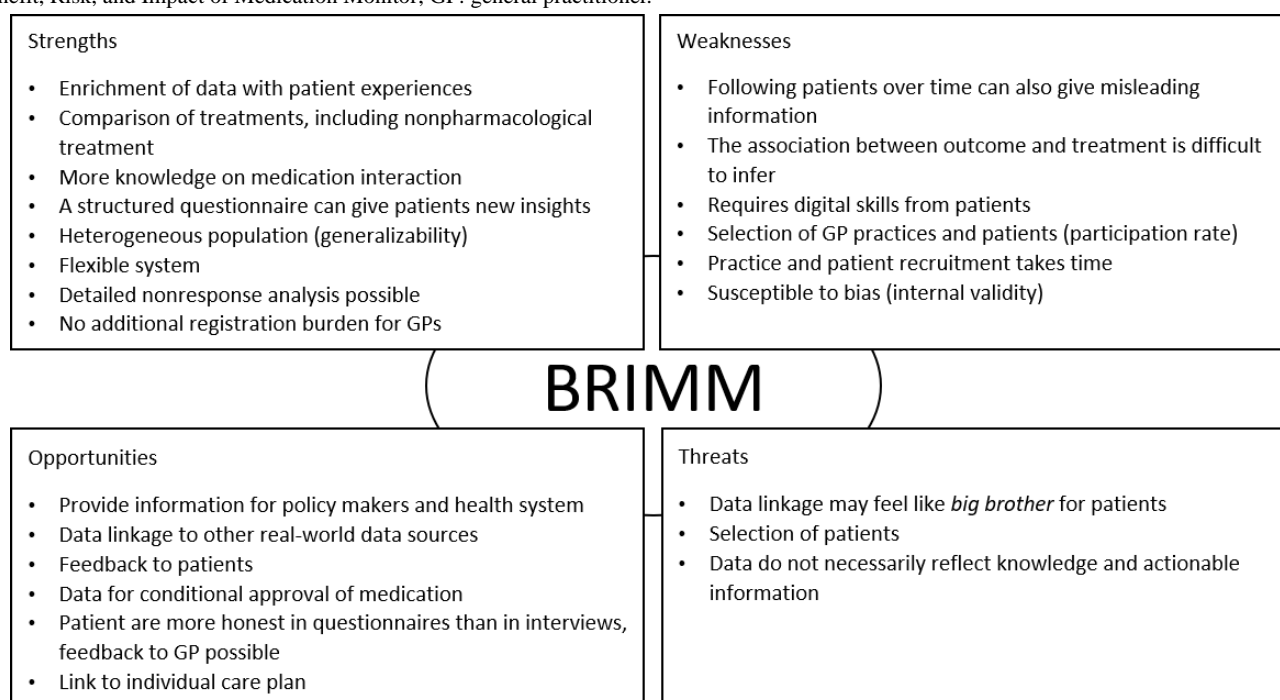 Risk, and Impact of Medication Monitor, GP: general practitioner.
Strengths
• Enrichment of data with patient experiences
• Comparison of treatments, including nonpharmacological
treatment
• More knowledge on medication interaction
• A structured questionnaire can give patients new insights
• Heterogeneous population (generalizability)
• Flexible system
• Detailed nonresponse analysis possible
• No additional registration burden for GPs
Weaknesses
• Following patients over time can also give misleading
information
• The association between outcome and treatment is difficult
to infer
• Requires digital skills from patients
• Selection of GP practices and patients (participation rate)
• Practice and patient recruitment takes time
• Susceptible to bias (internal validity)
BRIMM
Opportunities
• Provide information for policy makers and health system
• Data linkage to other real-world data sources
• Feedback to patients
• Data for conditional approval of medication
• Patient are more honest in questionnaires than in interviews,
feedback to GP possible
• Link to individual care plan
Threats
• Data linkage may feel like big brother for patients
• Selection of patients
• Data do not necessarily reflect knowledge and actionable
information